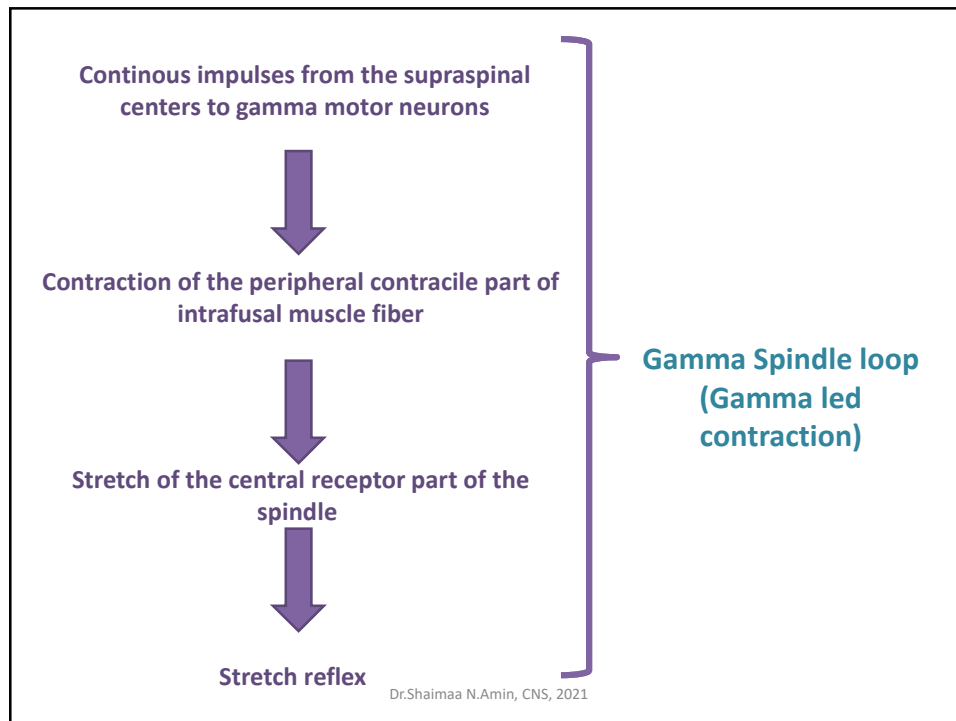 Continous impulses from the supraspinal
centers to gamma motor neurons
Contraction of the peripheral contracile part of
intrafusal muscle fiber
Gamma Spindle loop
(Gamma led
contraction)
Stretch of the central receptor part of the
spindle
Stretch reflex
Dr.Shaimaa N.Amin, CNS, 2021